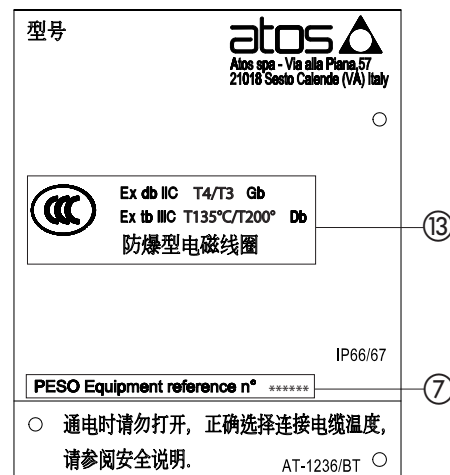 型号
atos
Atos spa - Via alla Piana,57
21018 Sesto Calende (VA) Italy
CCC
Ex db IIC T4/T3 Gb
Ex tb IIIC T135°C/T200° Db
防爆型电磁线圈
⑬
IP66/67
PESO Equipment reference n° ******
⑦
通电时请勿打开，正确选择连接电缆温度，
请参阅安全说明.
AT-1236/BT